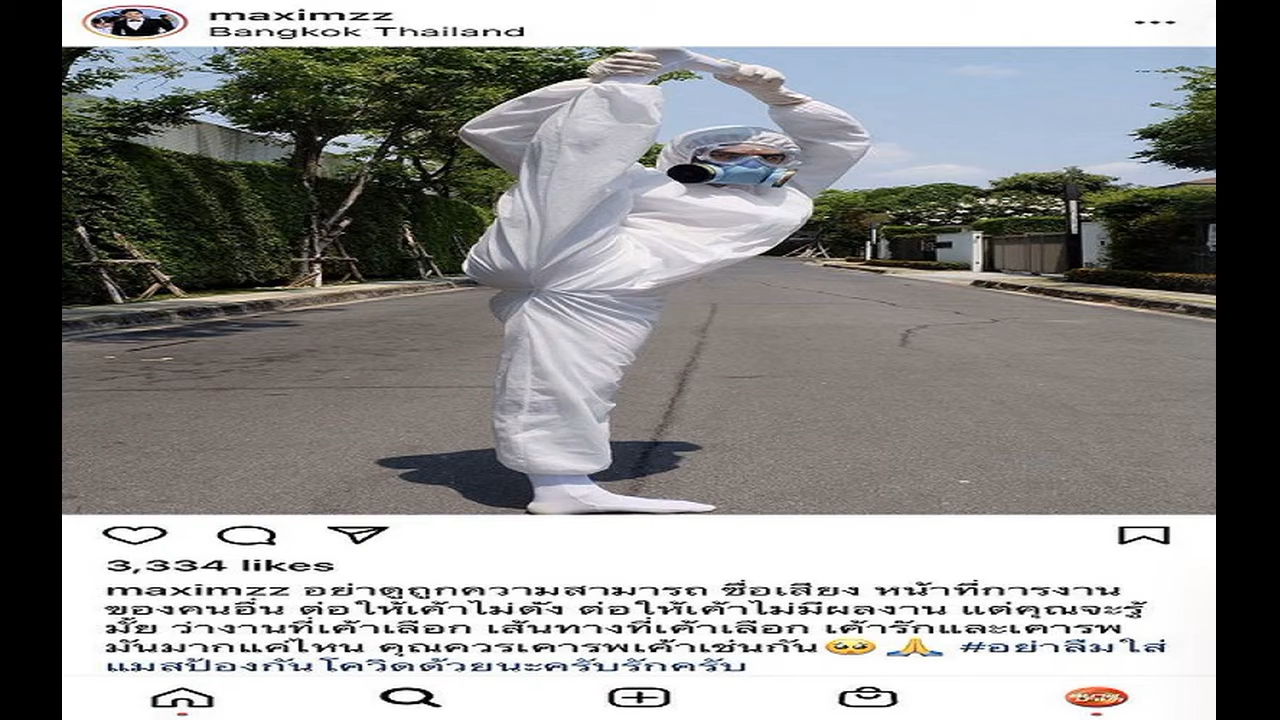 maximzz
Bangkok Thailand
3,334 likes
maximzz อย่าดูถูกความสามารถ ชื่อเสียง หน้าที่การงาน
ของคนอื่น ต่อให้เค้าไม่ดัง ต่อให้เค้าไม่มีผลงาน แต่คุณจะรู้
มั้ย ว่างานที่เค้าเลือก เส้นทางที่เค้าเลือก เค้ารักและเคารพ
มันมากแค่ไหน คุณควรเคารพเค้าเช่นกัน🥺 🙏 #อย่าลืมใส่
แมสป้องกันโควิดด้วยนะครับรักครับ